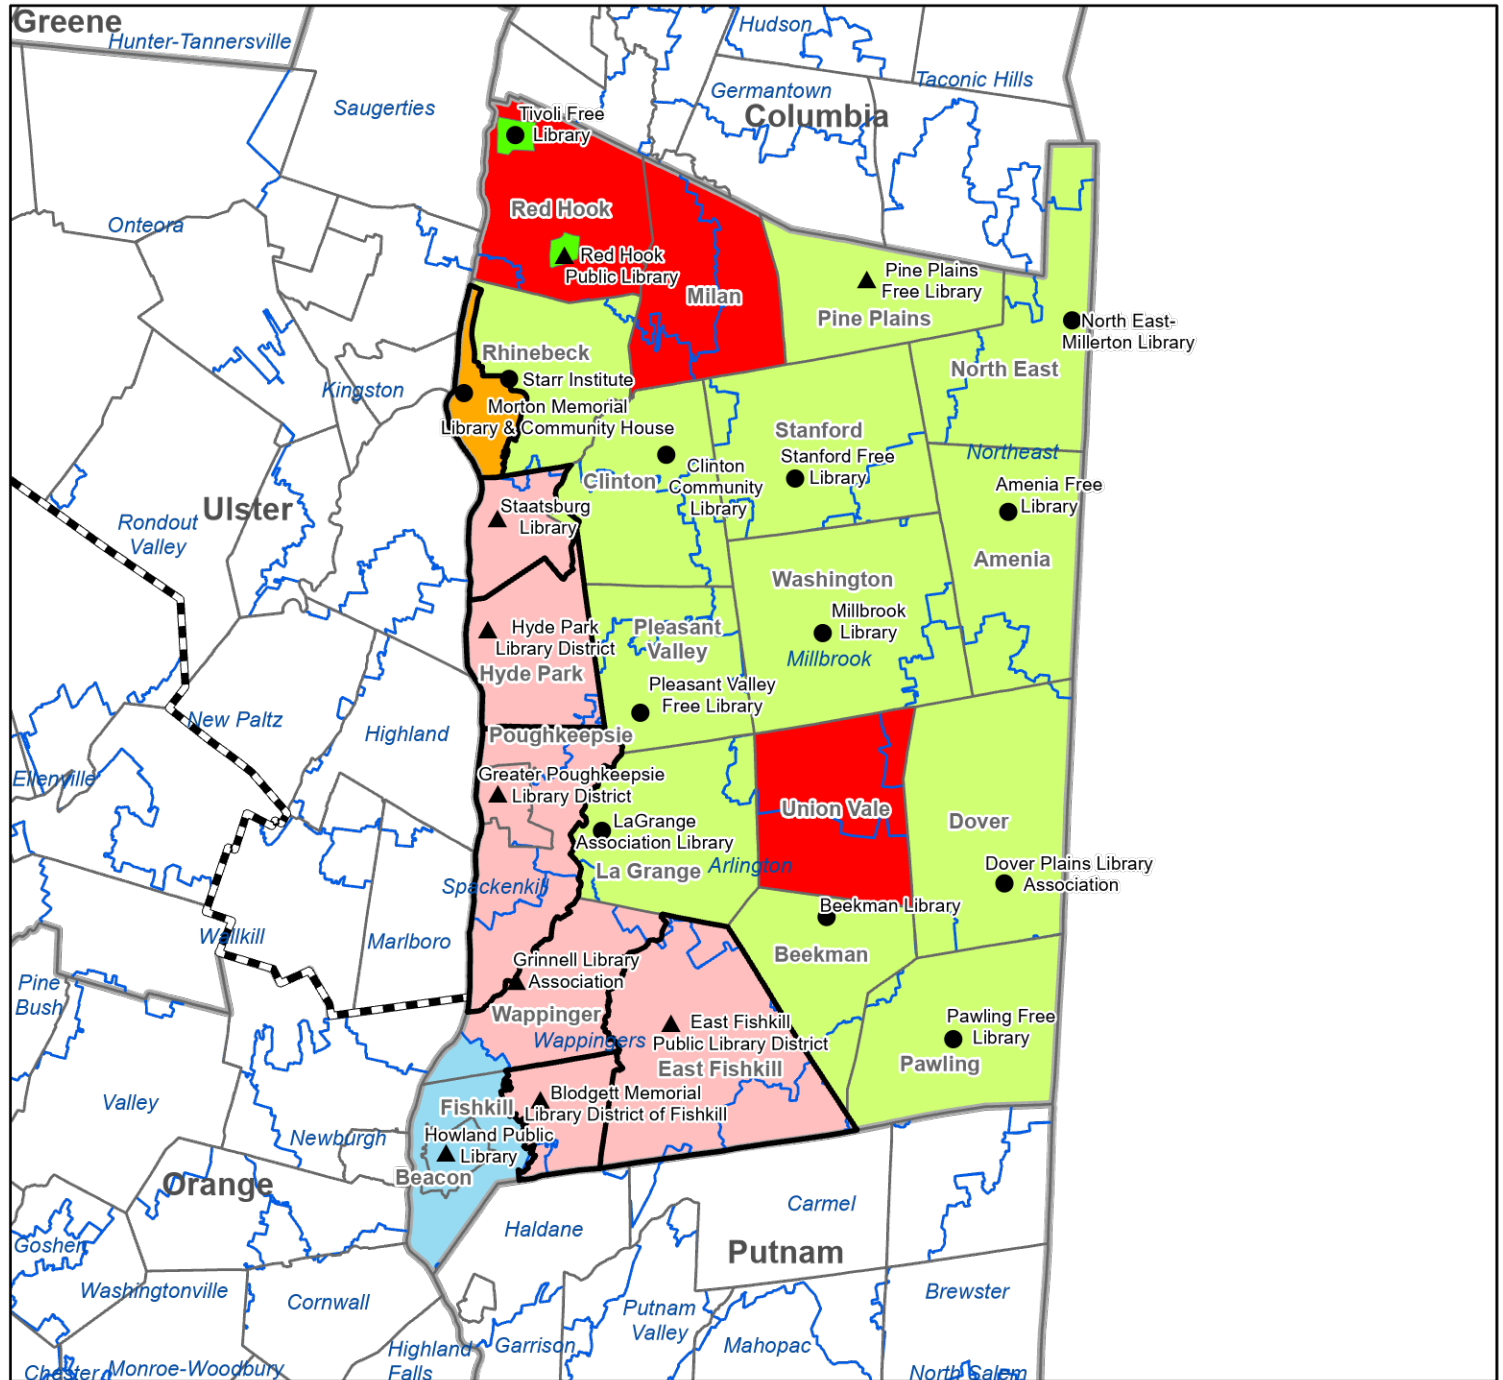 Greene
Hunter-Tannersville
Hudson
Taconic Hills
Germantown
Saugerties
Columbia
Tivoli Free
Library
Onteora
Red Hook
Red Hook
Public Library
Milan
Pine Plains
Free Library
Pine Plains
North East-
Millerton Library
Rhinebeck
North East
Starr Institute
Kingston
Morton Memorial
Library & Community House
Stanford
Stanford Free
Library
Northeast
Clinton
Clinton
Community
Library
Amenia Free
Library
Amenia
Ulster
Rondout
Valley
Staatsburg
Library
Washington
Millbrook
Library
Millbrook
Hyde Park
Library District
Hyde Park
Pleasant
Valley
Pleasant Valley
Free Library
New Paltz
Highland
Poughkeepsie
Ellenville
Greater Poughkeepsie
Library District
Union Vale
Dover
LaGrange
Association Library
La Grange
Arlington
Dover Plains Library
Association
Spackenkill
Beekman Library
Beekman
Wallkill
Marlboro
Grinnell Library
Association
Wappinger
Wappingers
Pine
Bush
East Fishkill
Public Library District
East Fishkill
Pawling Free
Library
Pawling
Valley
Fishkill
Blodgett Memorial
Library District of Fishkill
Newburgh
Howland Public
Library
Beacon
Orange
Haldane
Carmel
Goshen
Putnam
Washingtonville
Cornwall
Brewster
Putnam
Valley
Highland
Falls
Garrison
Mahopac
Chester
Monroe-Woodbury
North Salem